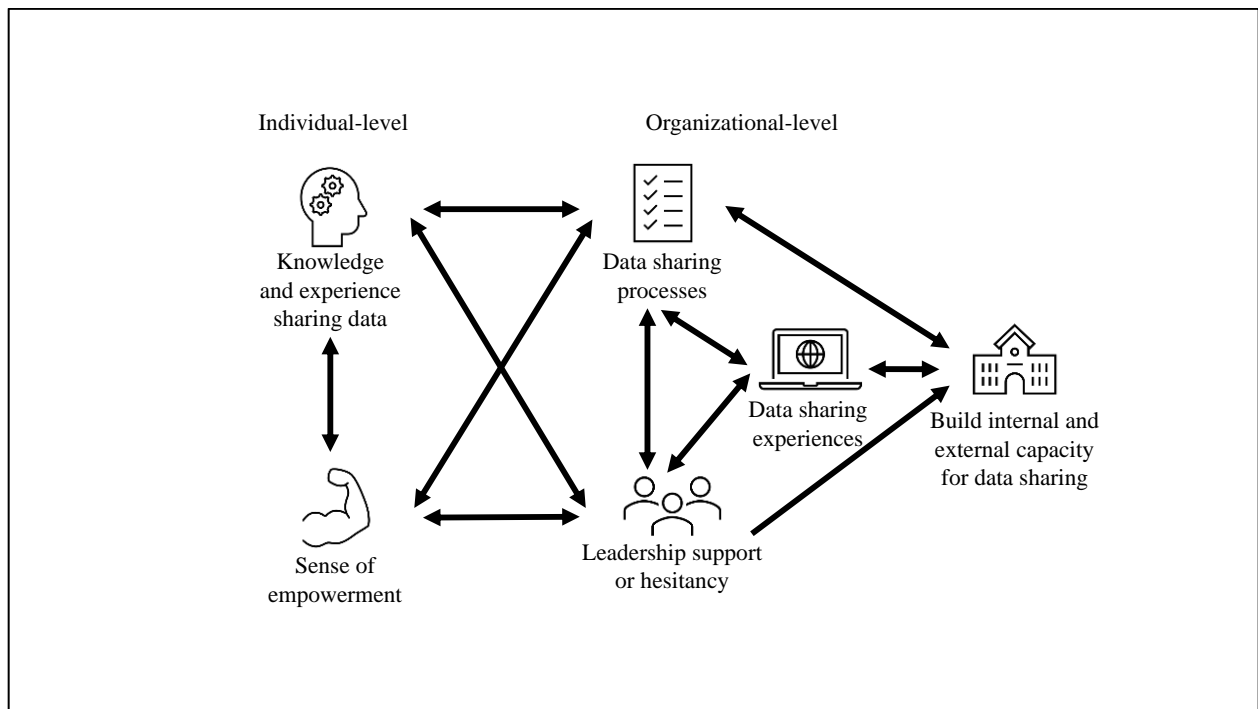 Individual-level
Organizational-level
Knowledge
and experience
sharing data
Data sharing
processes
Data sharing
experiences
Build internal and
external capacity
for data sharing
Sense of
empowerment
Leadership support
or hesitancy